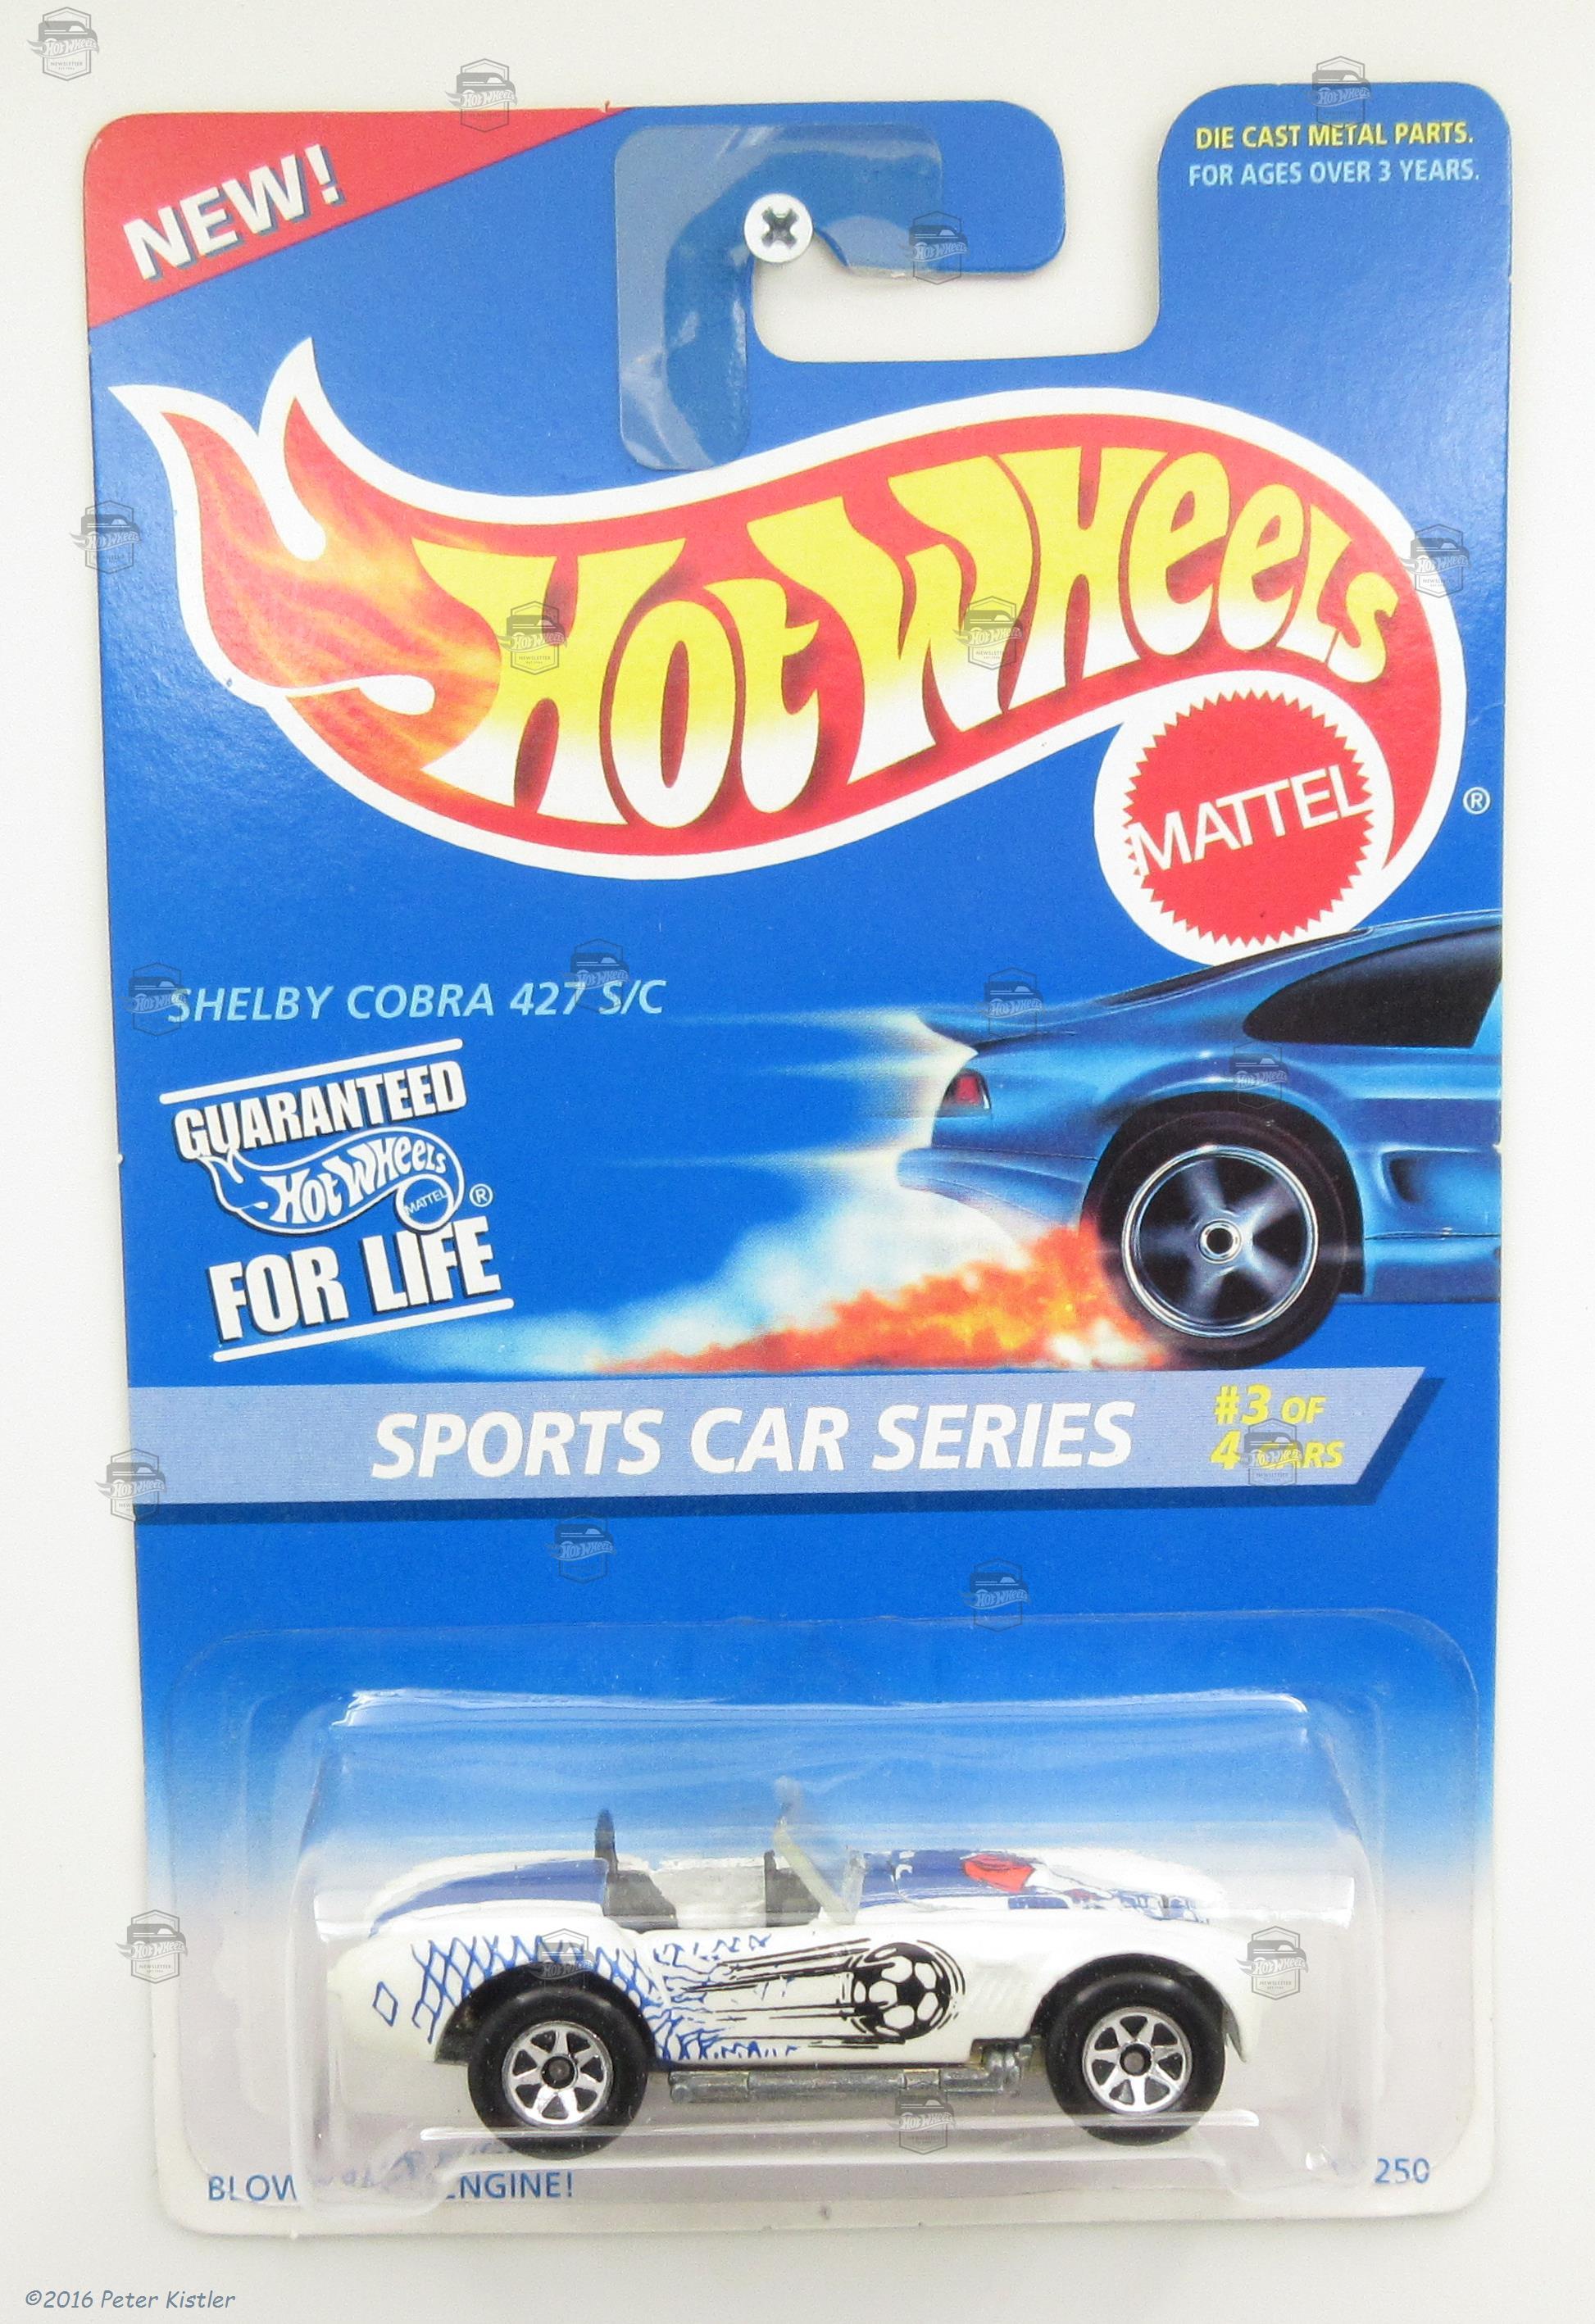 NEW!
DIE CAST METAL PARTS.
FOR AGES OVER 3 YEARS.
Hot Wheels
MATTEL
®
SHELBY COBRA 427 S/C
GUARANTEED
Hot Wheels
MATTEL ®
FOR LIFE
SPORTS CAR SERIES
#3 OF
4 CARS
ENGINE!
250
©2016 Peter Kistler